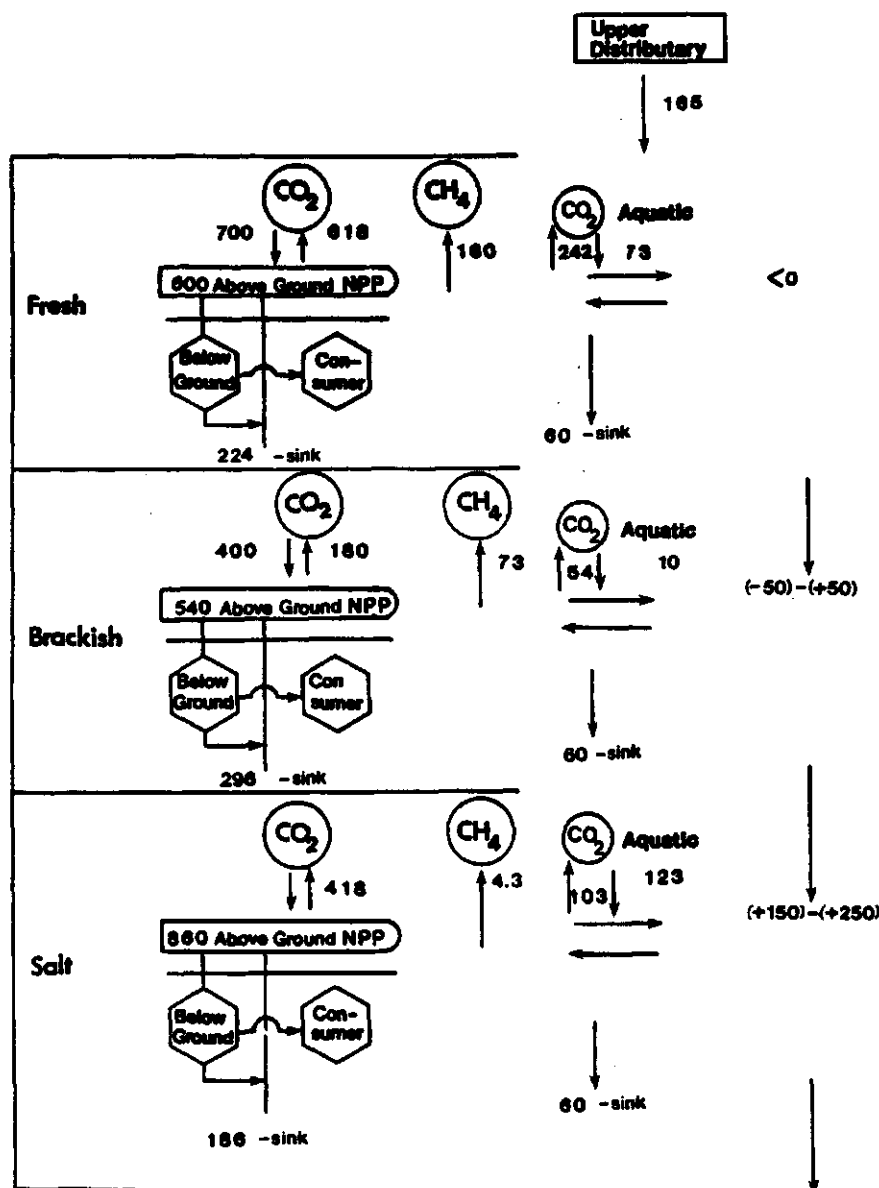 Upper
Distributary
165
Fresh
CO2
CH4
CO2 Aquatic
700
618
160
242
73
<0
600 Above Ground NPP
Below
Ground
Con-
sumer
224 -sink
60 -sink
Brackish
CO2
CH4
CO2 Aquatic
400
180
73
54
10
(-50)-(+50)
540 Above Ground NPP
Below
Ground
Con
sumer
296 -sink
60 -sink
Salt
CO2
CH4
CO2 Aquatic
418
4.3
103
123
(+150)-(+250)
860 Above Ground NPP
Below
Ground
Con-
sumer
186 -sink
60 -sink